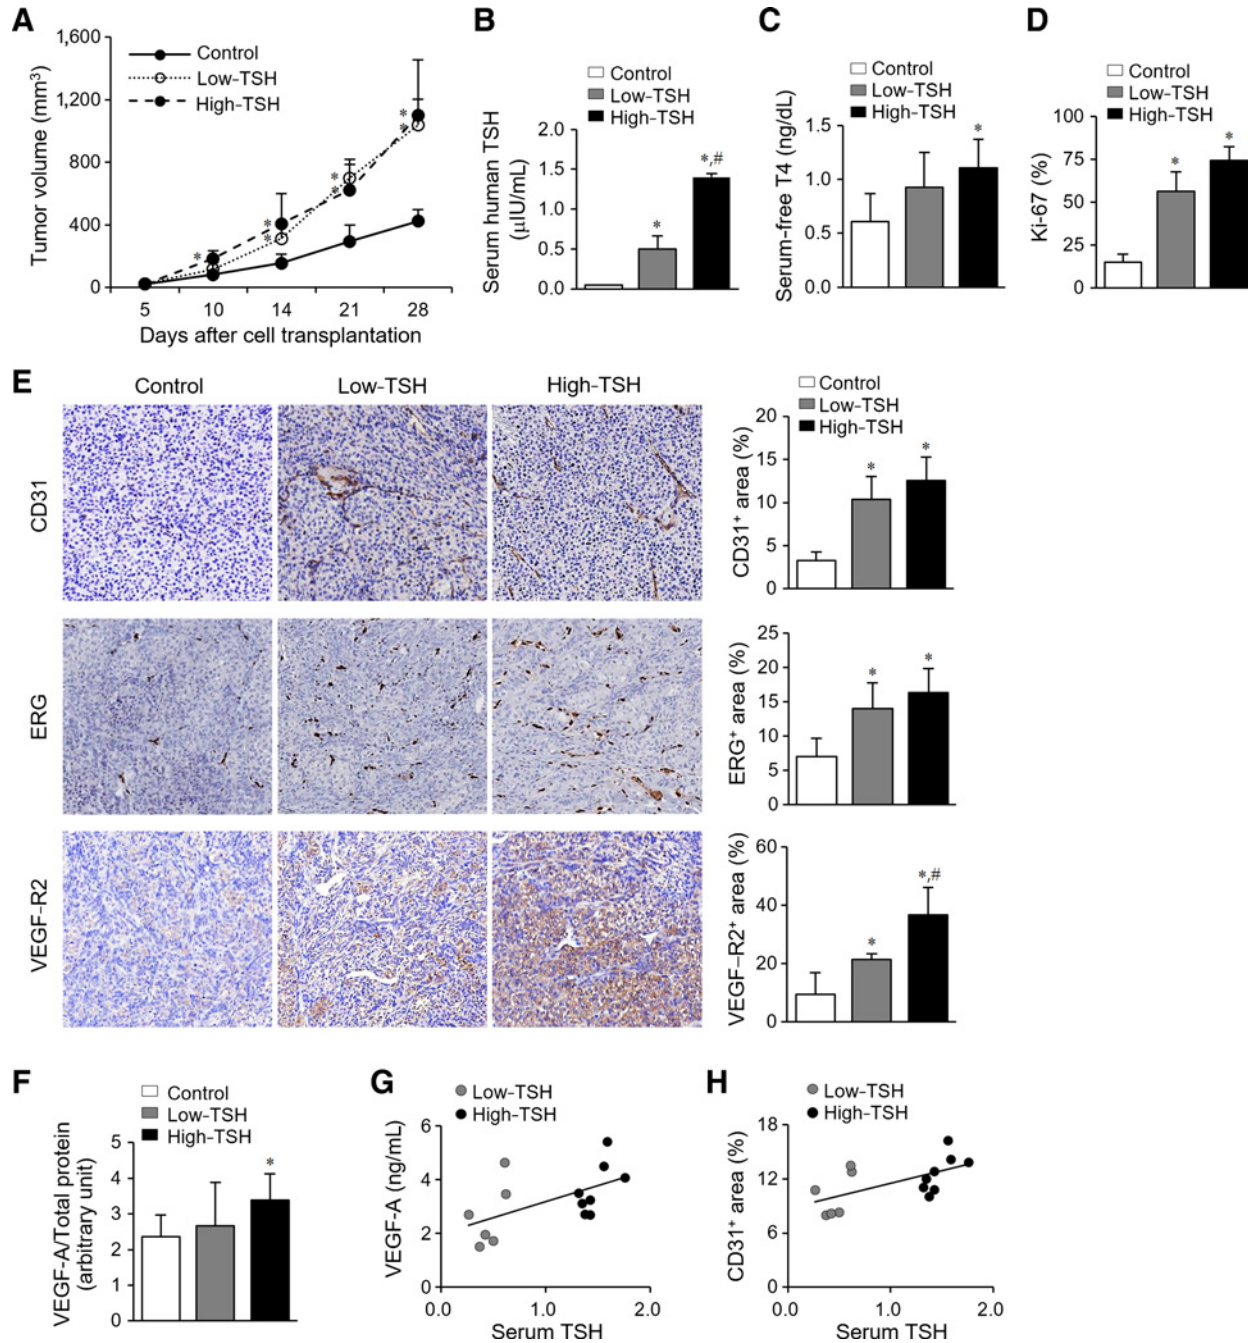 A
Tumor volume (mm³)
1,600
1,200
800
400
0
Control
Low-TSH
High-TSH
*
*
*
*
*
*
*
5 10 14 21 28
Days after cell transplantation
B
Control
Low-TSH
High-TSH
Serum human TSH
(µIU/mL)
2.0
1.5
1.0
0.5
0.0
*
*,#
C
Control
Low-TSH
High-TSH
Serum-free T4 (ng/dL)
1.5
1.0
0.5
0.0
*
D
Control
Low-TSH
High-TSH
Ki-67 (%)
100
75
50
25
0
*
*
E
Control Low-TSH High-TSH
CD31
ERG
VEGF-R2
Control
Low-TSH
High-TSH
CD31⁺ area (%)
20
15
10
5
0
*
*
ERG⁺ area (%)
25
20
15
10
5
0
*
*
VEGF–R2⁺ area (%)
60
40
20
0
*
*,#
F
Control
Low-TSH
High-TSH
VEGF-A/Total protein
(arbitrary unit)
5
4
3
2
1
0
*
G
Low-TSH
High-TSH
VEGF-A (ng/mL)
6
4
2
0
0.0 1.0 2.0
Serum TSH
H
Low-TSH
High-TSH
CD31⁺ area (%)
18
12
6
0
0.0 1.0 2.0
Serum TSH